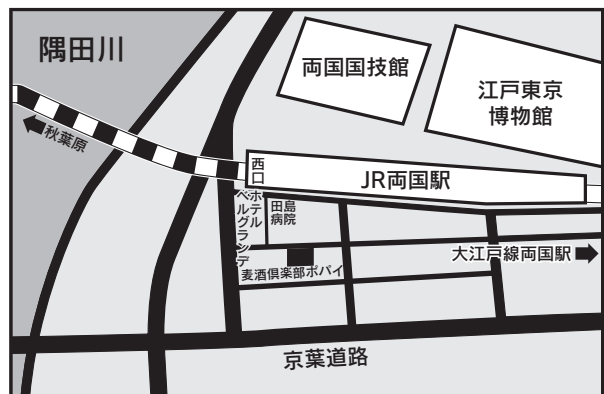 隅田川
両国国技館
江戸東京
博物館
秋葉原
西口
JR両国駅
ホテル
ベルグランデ
田島
病院
大江戸線両国駅
麦酒倶楽部ポパイ
京葉道路